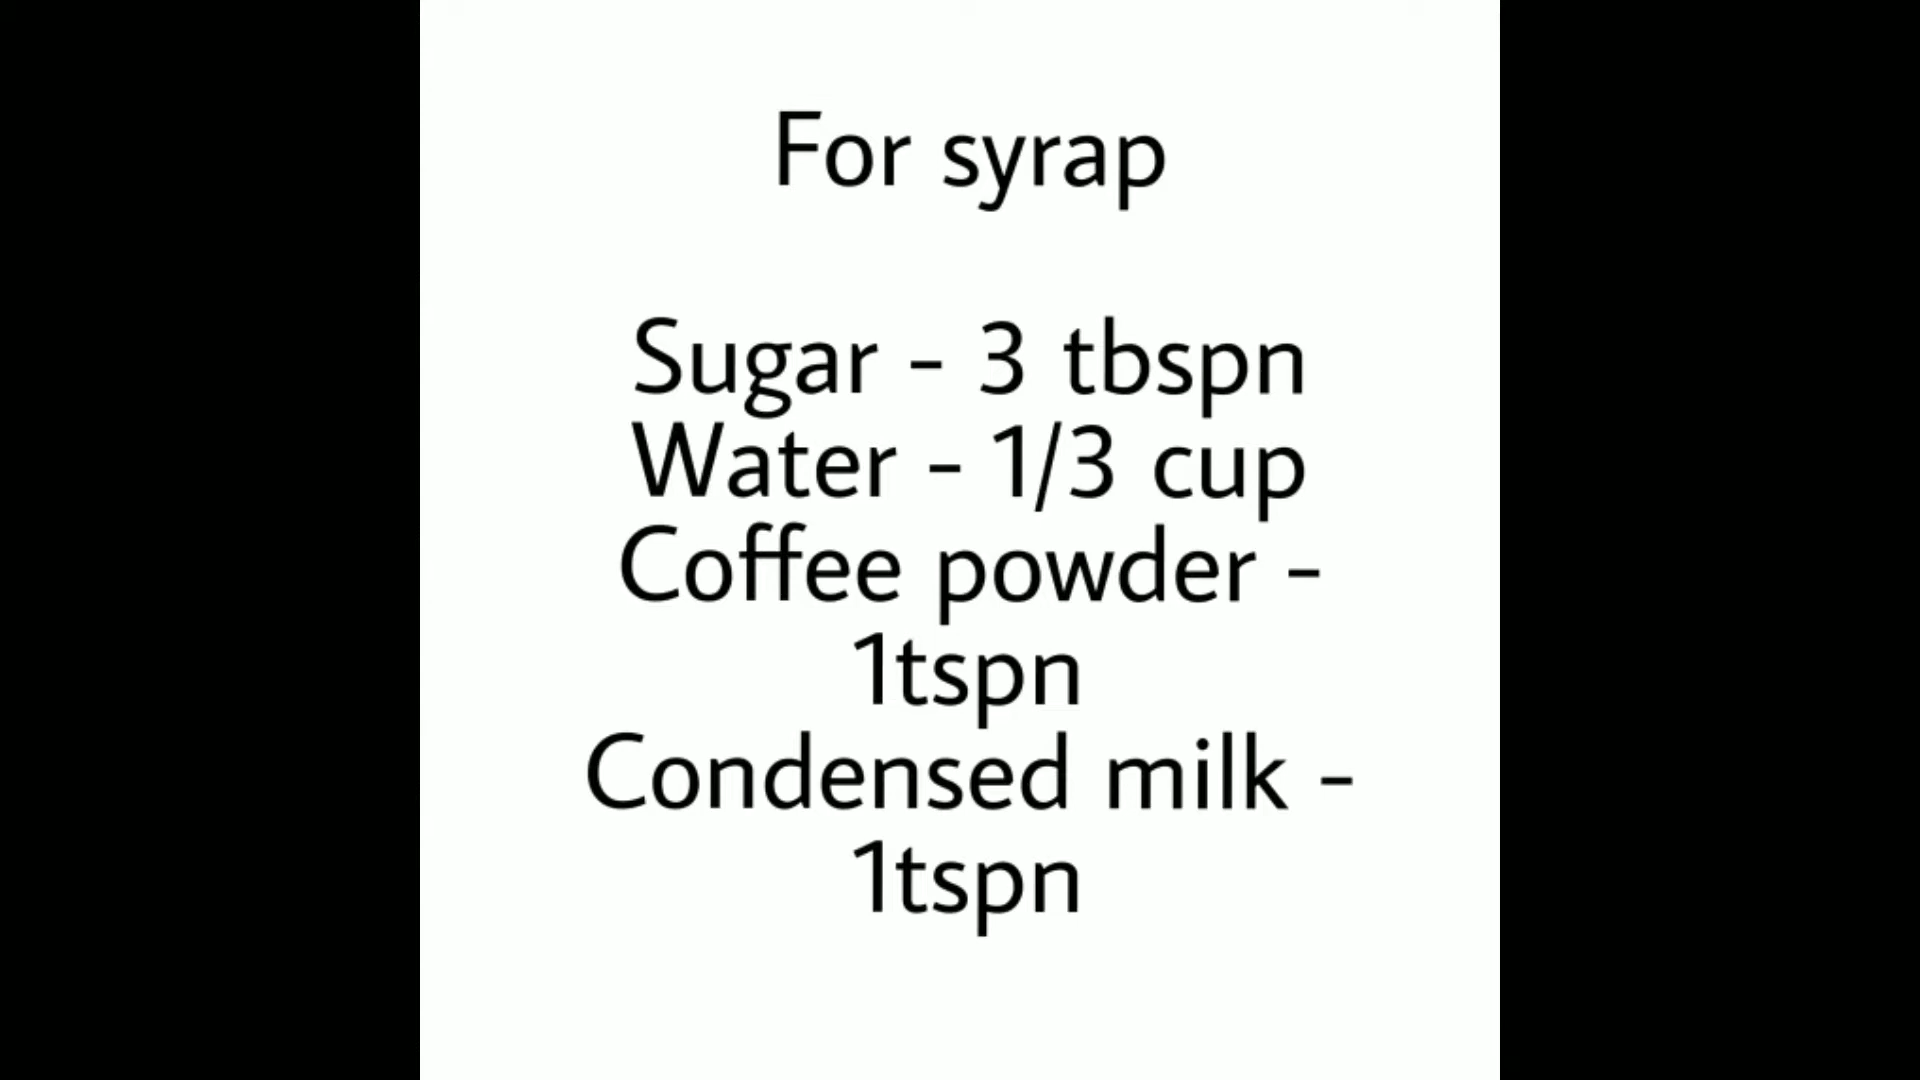 For syrap
Sugar - 3 tbspn
Water - 1/3 cup
Coffee powder -
1tspn
Condensed milk -
1tspn